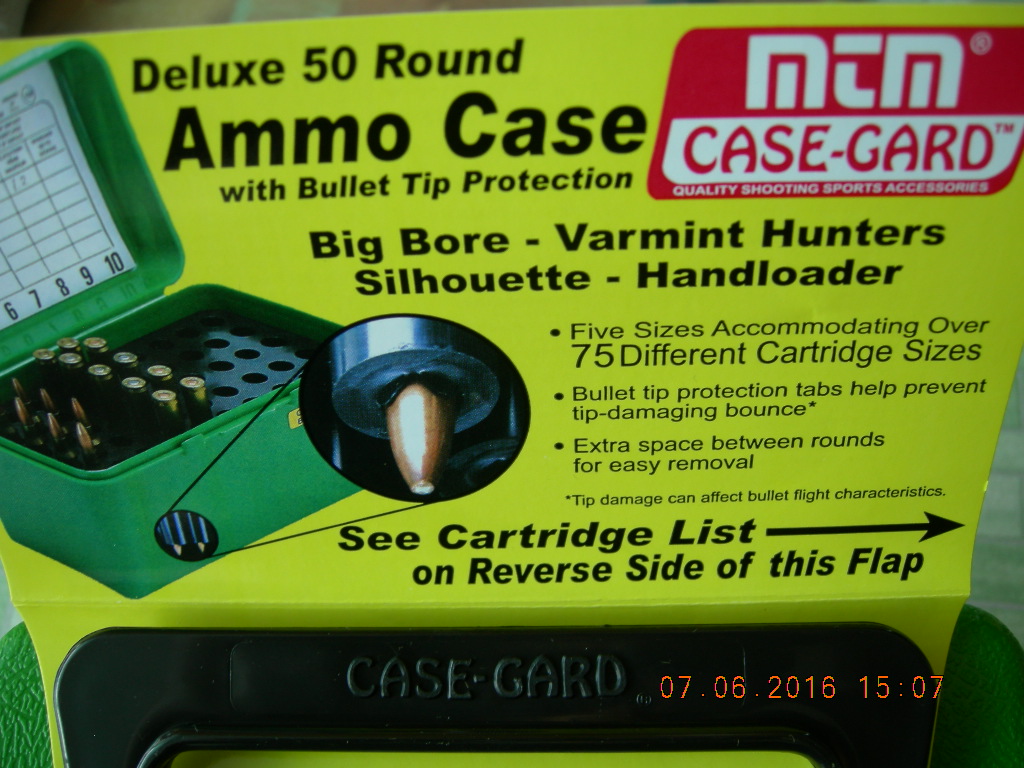 Deluxe 50 Round
Ammo Case
with Bullet Tip Protection
mTm®
CASE-GARD™
QUALITY SHOOTING SPORTS ACCESSORIES
Big Bore - Varmint Hunters
Silhouette - Handloader
• Five Sizes Accommodating Over
75 Different Cartridge Sizes
• Bullet tip protection tabs help prevent
tip-damaging bounce*
• Extra space between rounds
for easy removal
*Tip damage can affect bullet flight characteristics.
See Cartridge List
on Reverse Side of this Flap
6 7 8 9 10
CASE-GARD®
07.06.2016 15:07